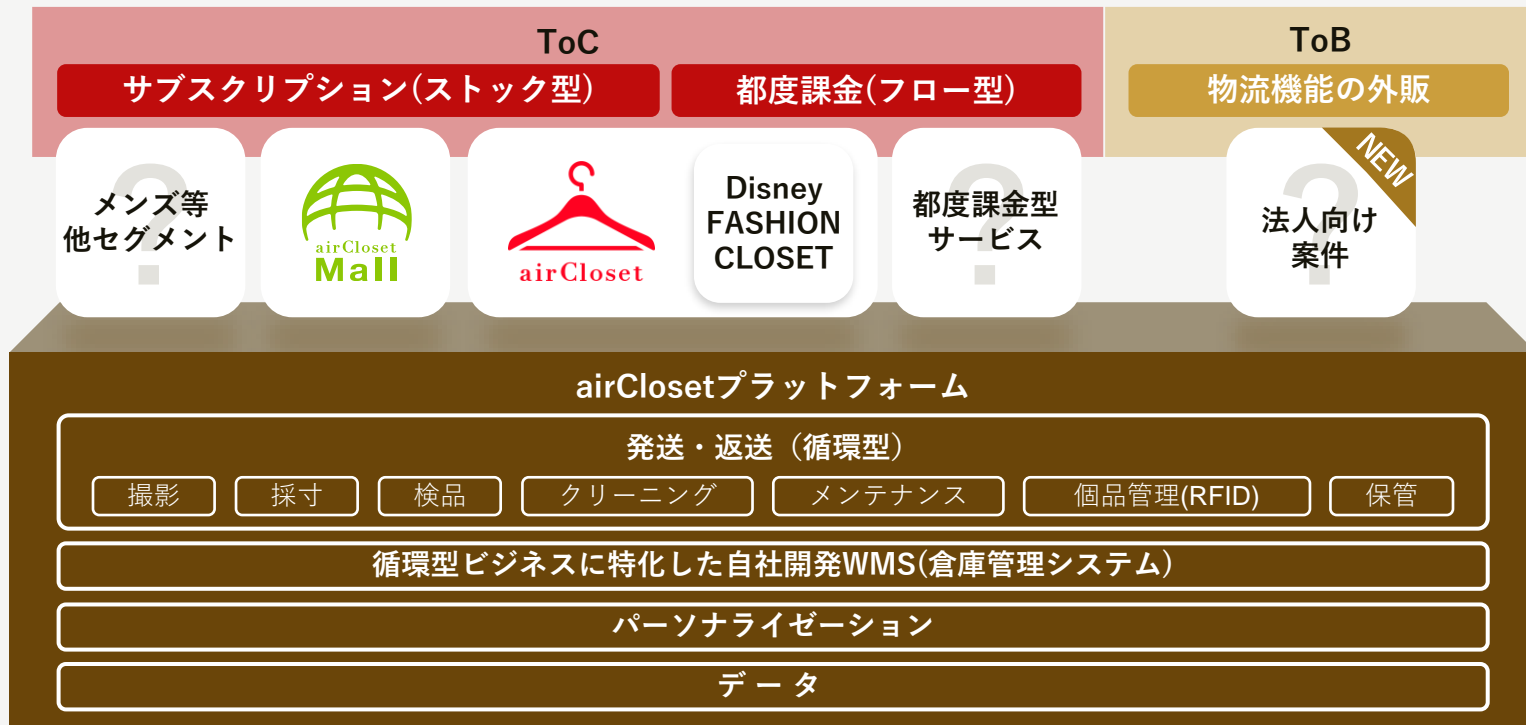 ToC
ToB
サブスクリプション(ストック型)
都度課金(フロー型)
物流機能の外販
?
メンズ等
他セグメント
airCloset
Mall
airCloset
Disney
FASHION
CLOSET
?
都度課金型
サービス
NEW
?
法人向け
案件
airClosetプラットフォーム
発送・返送（循環型）
撮影
採寸
検品
クリーニング
メンテナンス
個品管理(RFID)
保管
循環型ビジネスに特化した自社開発WMS(倉庫管理システム)
パーソナライゼーション
データ